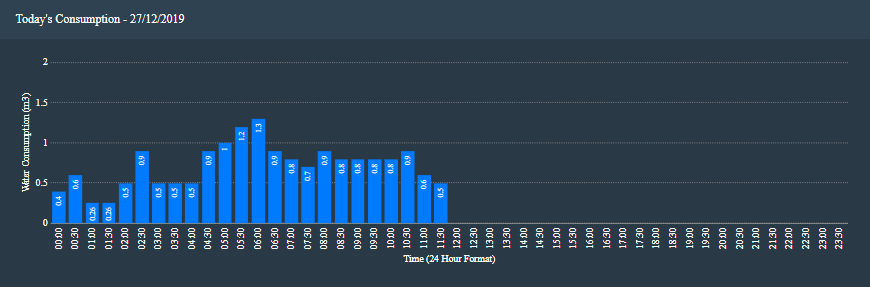 Today's Consumption - 27/12/2019
Water Consumption (m3)
2
1.5
1
0.5
0
0.4 0.6 0.26 0.26 0.5 0.9 0.5 0.5 0.5 0.9 1 1.2 1.3 0.9 0.8 0.7 0.9 0.8 0.8 0.8 0.8 0.9 0.6 0.5
00:00 00:30 01:00 01:30 02:00 02:30 03:00 03:30 04:00 04:30 05:00 05:30 06:00 06:30 07:00 07:30 08:00 08:30 09:00 09:30 10:00 10:30 11:00 11:30 12:00 12:30 13:00 13:30 14:00 14:30 15:00 15:30 16:00 16:30 17:00 17:30 18:00 18:30 19:00 19:30 20:00 20:30 21:00 21:30 22:00 22:30 23:00 23:30
Time (24 Hour Format)